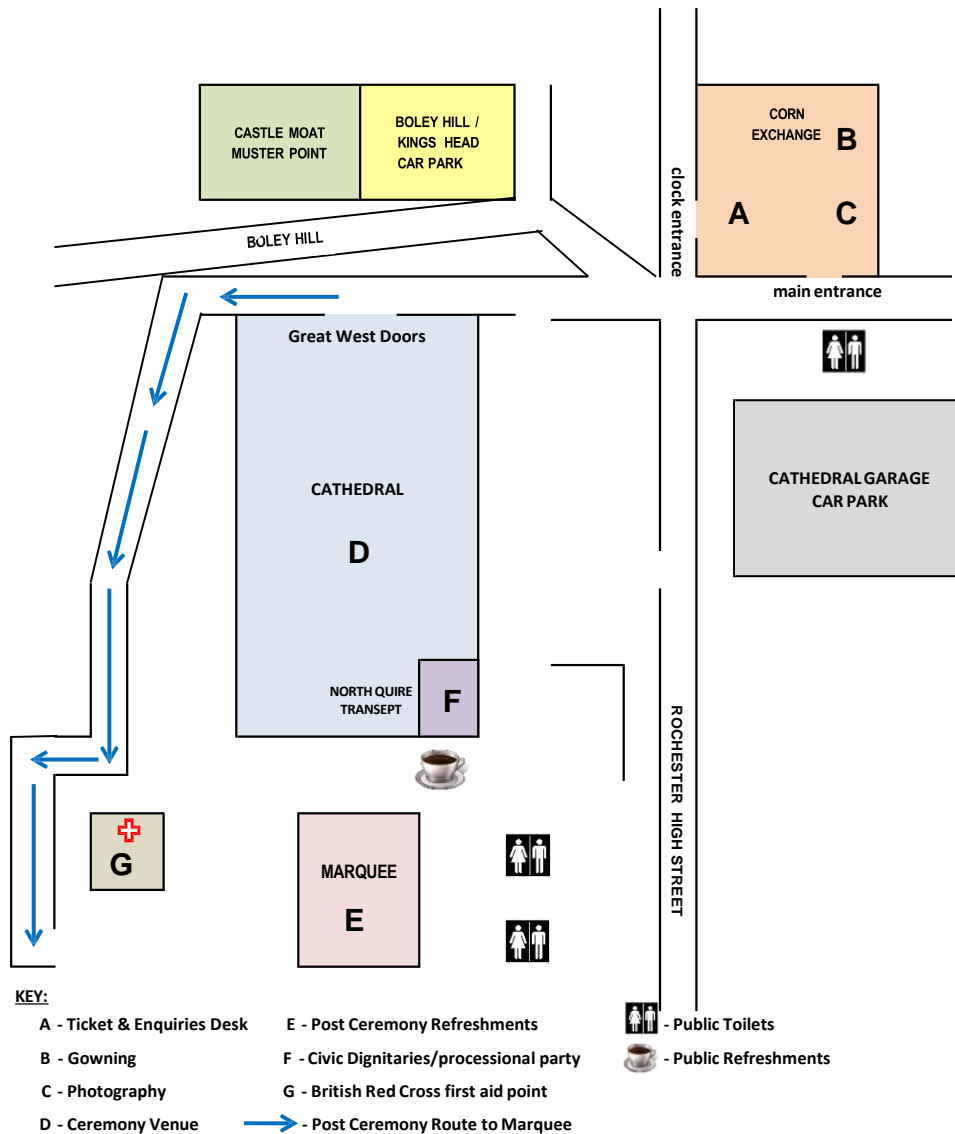 CASTLE MOAT
MUSTER POINT
BOLEY HILL /
KINGS HEAD
CAR PARK
CORN
EXCHANGE
B
A
C
clock entrance
BOLEY HILL
main entrance
Great West Doors
CATHEDRAL
D
CATHEDRAL GARAGE
CAR PARK
NORTH QUIRE
TRANSEPT
F
ROCHESTER HIGH STREET
G
MARQUEE
E
KEY:
A - Ticket & Enquiries Desk
B - Gowning
C - Photography
D - Ceremony Venue
E - Post Ceremony Refreshments
F - Civic Dignitaries/processional party
G - British Red Cross first aid point
- Post Ceremony Route to Marquee
- Public Toilets
- Public Refreshments